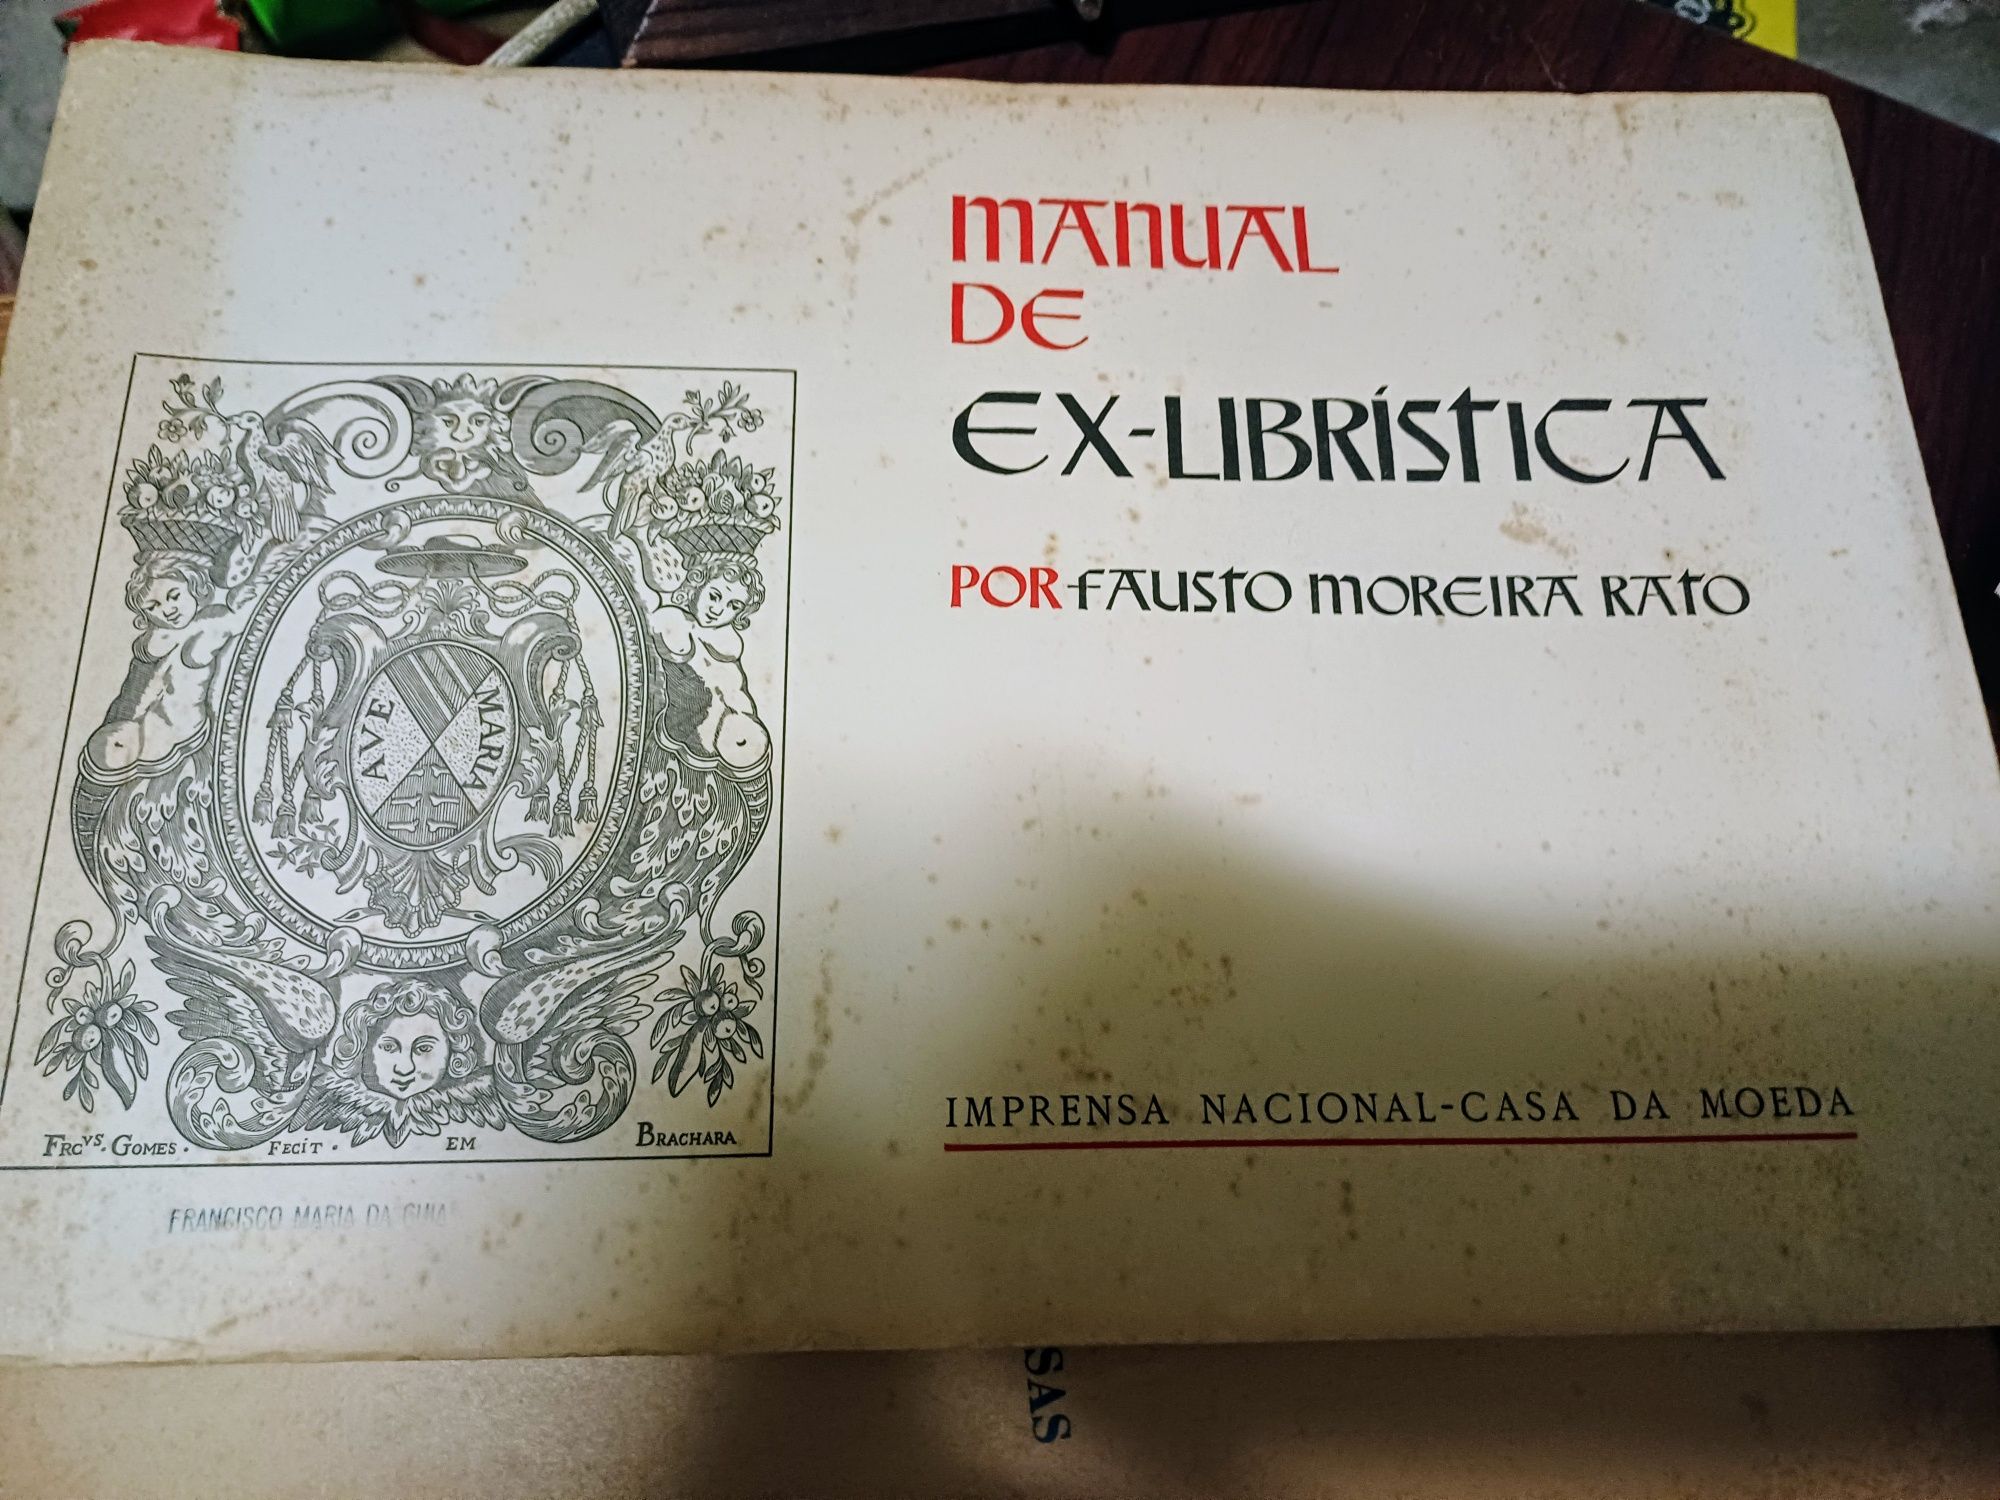 MANUAL
DE
EX-LIBRÍSTICA
POR FAUSTO MOREIRA RATO
AVE MARIA
FRCVS. GOMES. FECIT. EM BRACHARA
FRANCISCO MARIA DA GUIA
IMPRENSA NACIONAL-CASA DA MOEDA
SAS